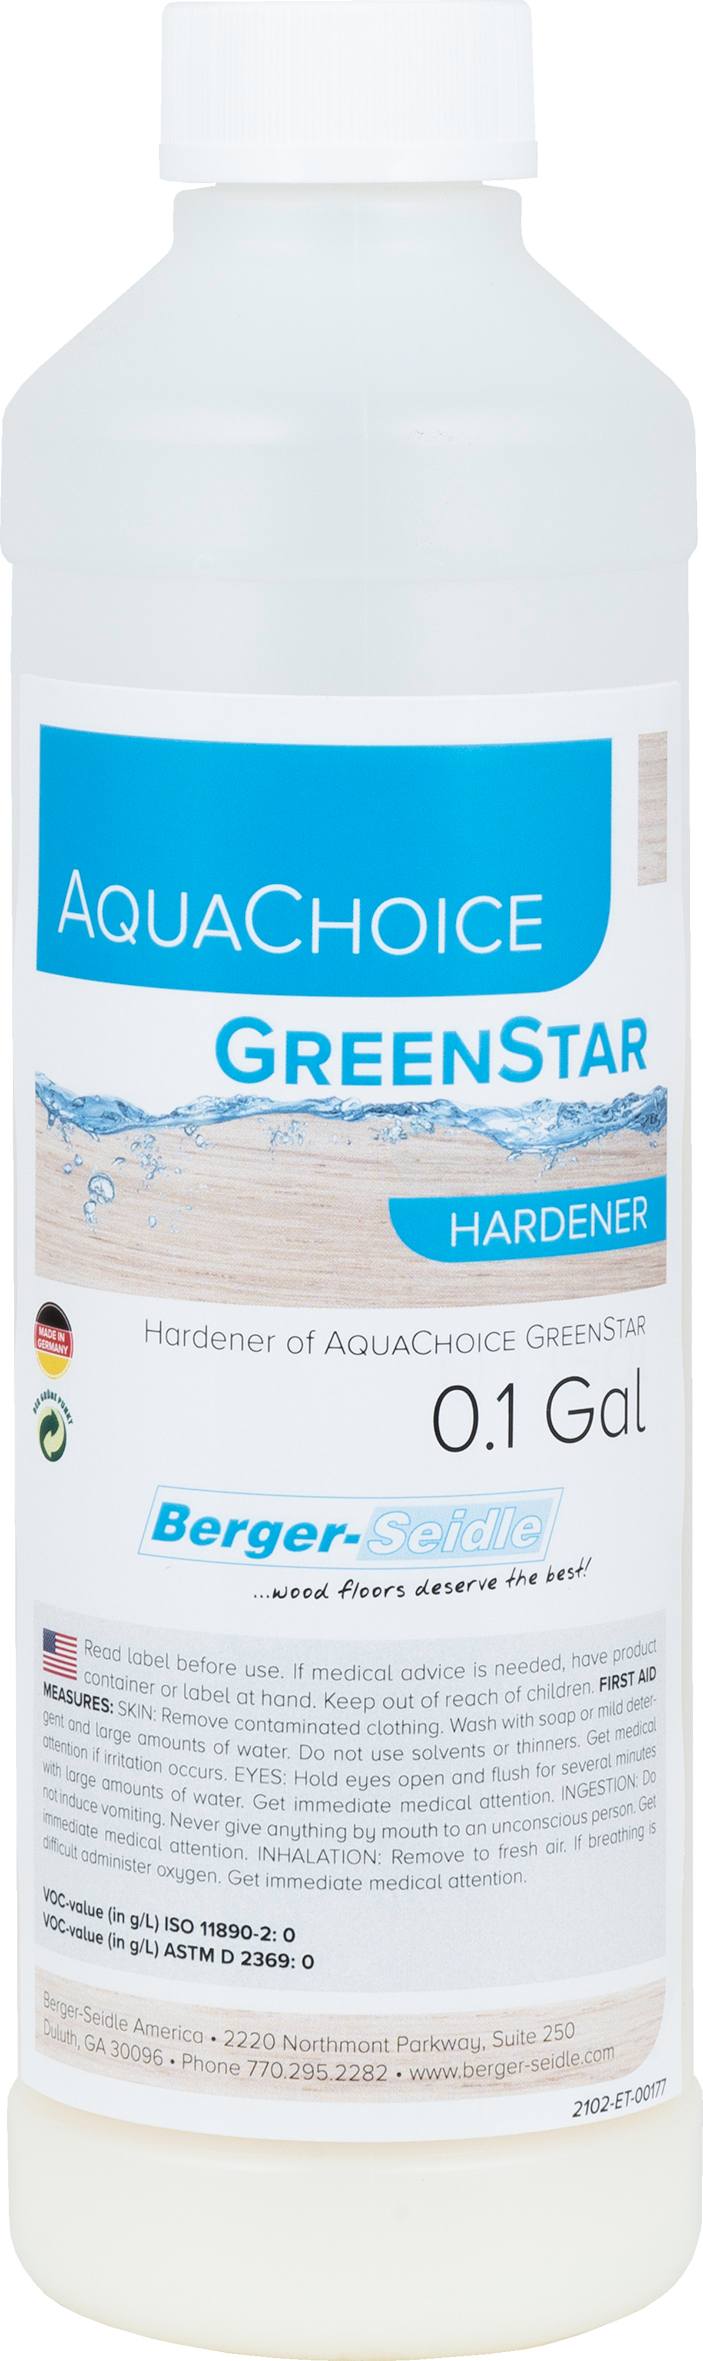 AQUACHOICE
GREENSTAR
HARDENER
Hardener of AQUACHOICE GREENSTAR
MADE IN
GERMANY
0.1 Gal
DER GRÜNE PUNKT
Berger-Seidle
...wood floors deserve the best!
Read label before use. If medical advice is needed, have product
container or label at hand. Keep out of reach of children. FIRST AID
MEASURES: SKIN: Remove contaminated clothing. Wash with soap or mild deter-
gent and large amounts of water. Do not use solvents or thinners. Get medical
attention if irritation occurs. EYES: Hold eyes open and flush for several minutes
with large amounts of water. Get immediate medical attention. INGESTION: Do
not induce vomiting. Never give anything by mouth to an unconscious person. Get
immediate medical attention. INHALATION: Remove to fresh air. If breathing is
difficult administer oxygen. Get immediate medical attention.
VOC-value (in g/L) ISO 11890-2: 0
VOC-value (in g/L) ASTM D 2369: 0
Berger-Seidle America • 2220 Northmont Parkway, Suite 250
Duluth, GA 30096 • Phone 770.295.2282 • www.berger-seidle.com
2102-ET-00177